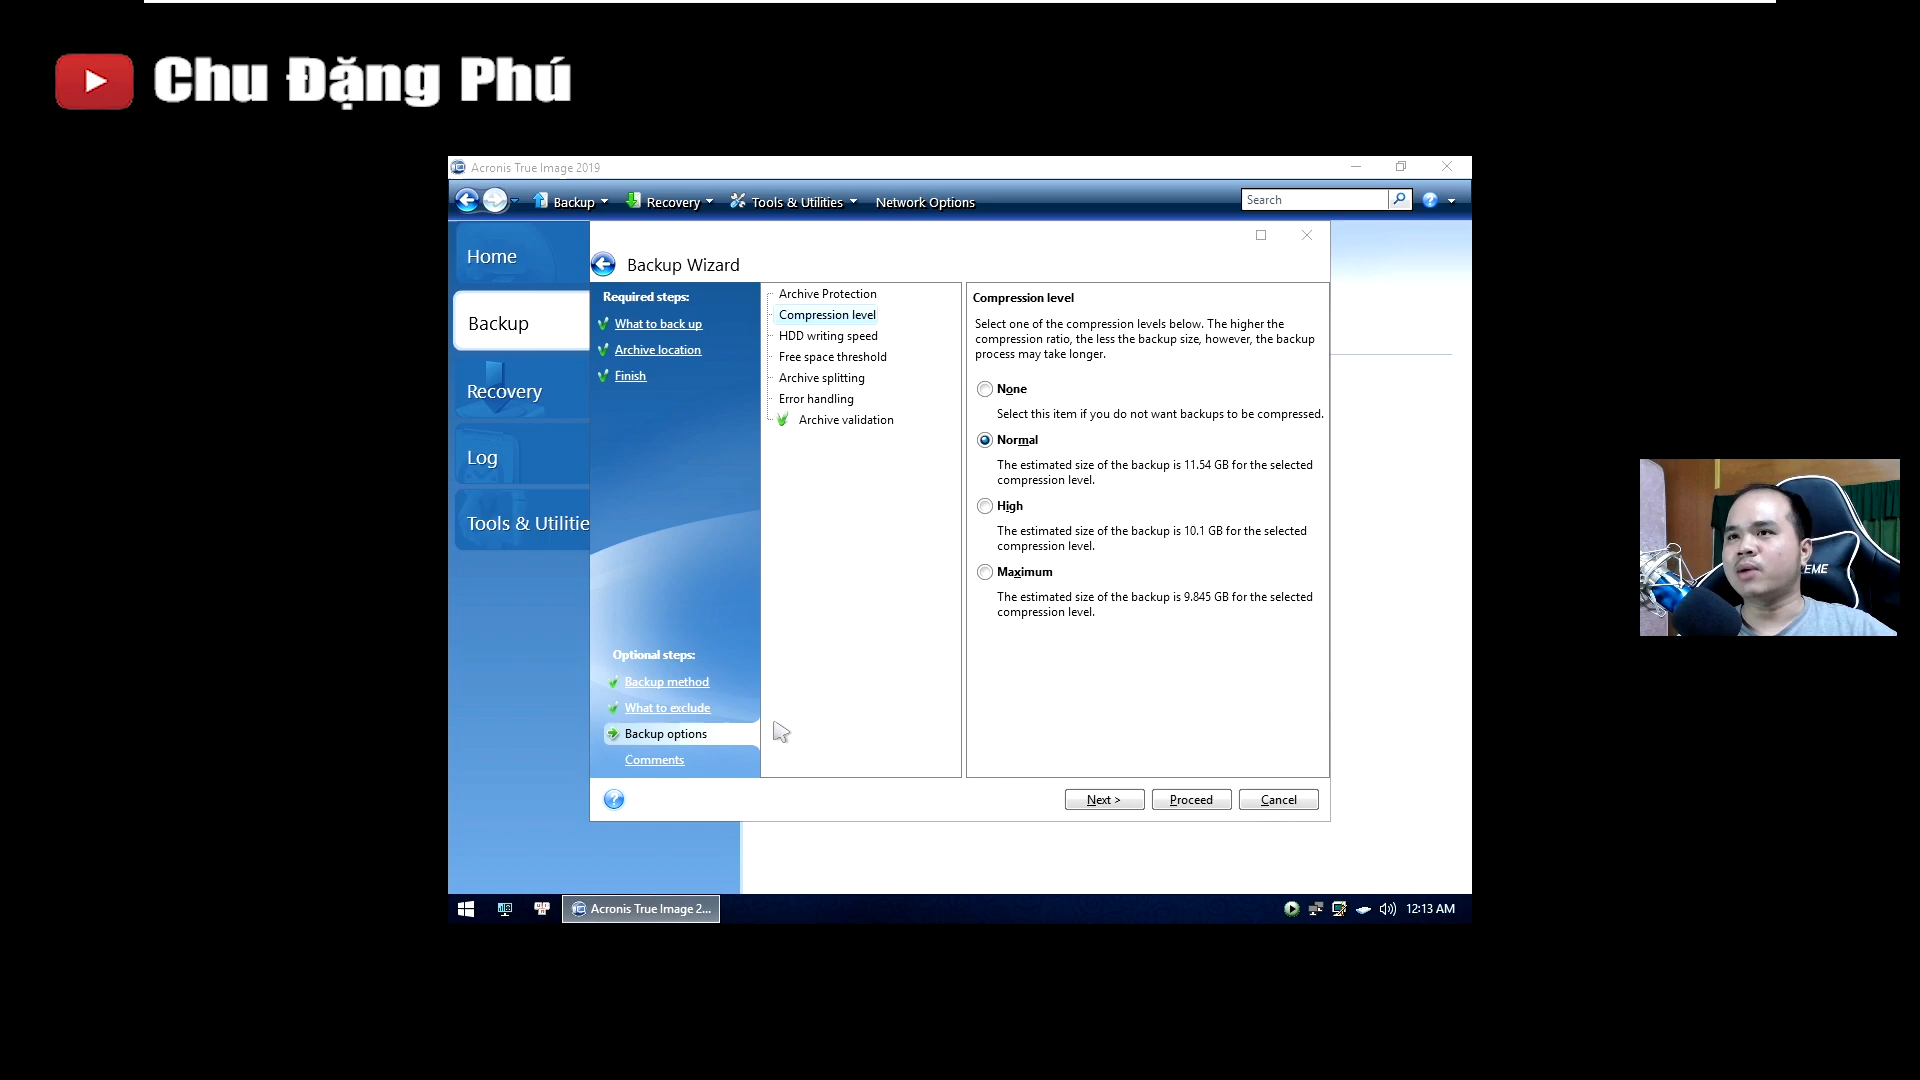 Chu Đặng Phú
Acronis True Image 2019
Backup
Recovery
Tools & Utilities
Network Options
Search
Home
Backup
Recovery
Log
Tools & Utilitie
Backup Wizard
Required steps:
What to back up
Archive location
Finish
Optional steps:
Backup method
What to exclude
Backup options
Comments
Archive Protection
Compression level
HDD writing speed
Free space threshold
Archive splitting
Error handling
Archive validation
Compression level
Select one of the compression levels below. The higher the
compression ratio, the less the backup size, however, the backup
process may take longer.
None
Select this item if you do not want backups to be compressed.
Normal
The estimated size of the backup is 11.54 GB for the selected
compression level.
High
The estimated size of the backup is 10.1 GB for the selected
compression level.
Maximum
The estimated size of the backup is 9.845 GB for the selected
compression level.
Next >
Proceed
Cancel
EME
Acronis True Image 2...
12:13 AM